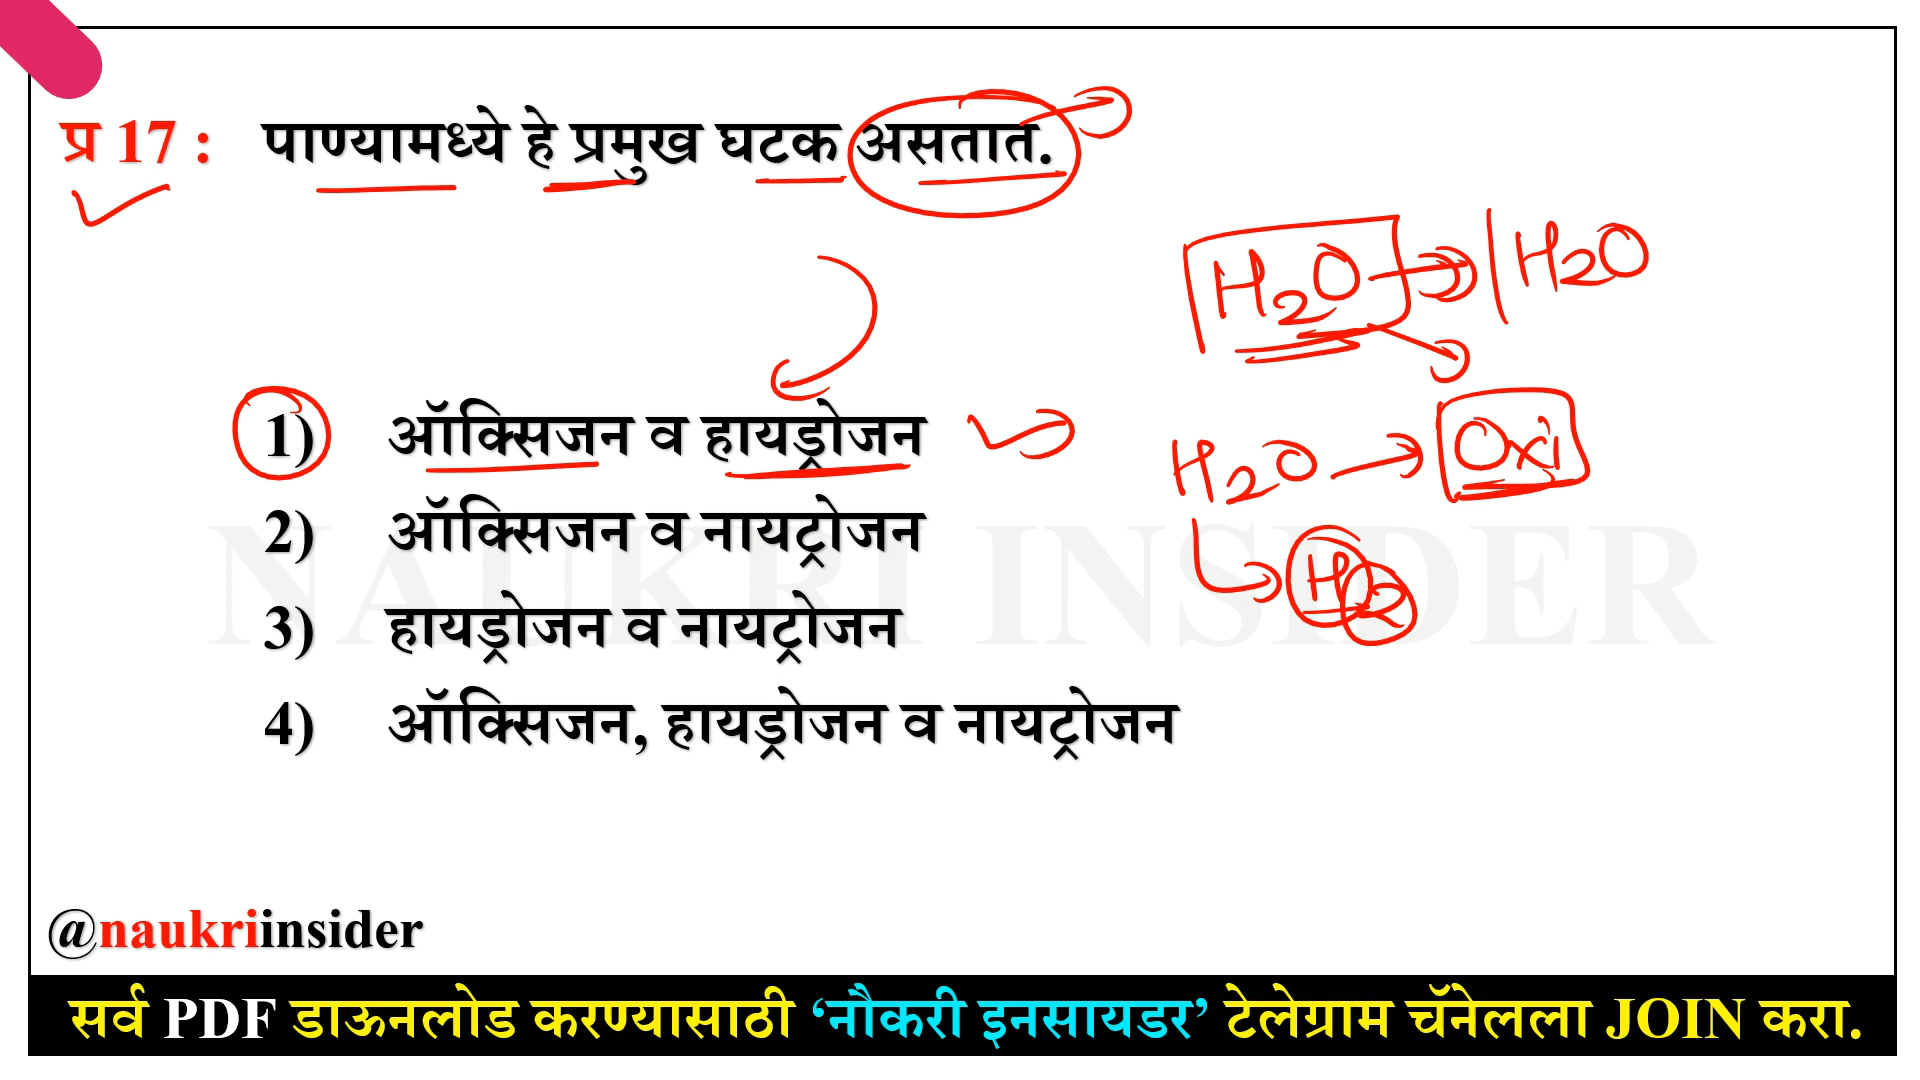 प्र 17 : पाण्यामध्ये हे प्रमुख घटक असतात.
H2O H2O
1) ऑक्सिजन व हायड्रोजन
H2O Oxi
2) ऑक्सिजन व नायट्रोजन
H2
NAUKRI INSIDER
3) हायड्रोजन व नायट्रोजन
4) ऑक्सिजन, हायड्रोजन व नायट्रोजन
@naukriinsider
सर्व PDF डाऊनलोड करण्यासाठी ‘नौकरी इनसायडर’ टेलेग्राम चॅनेलला JOIN करा.